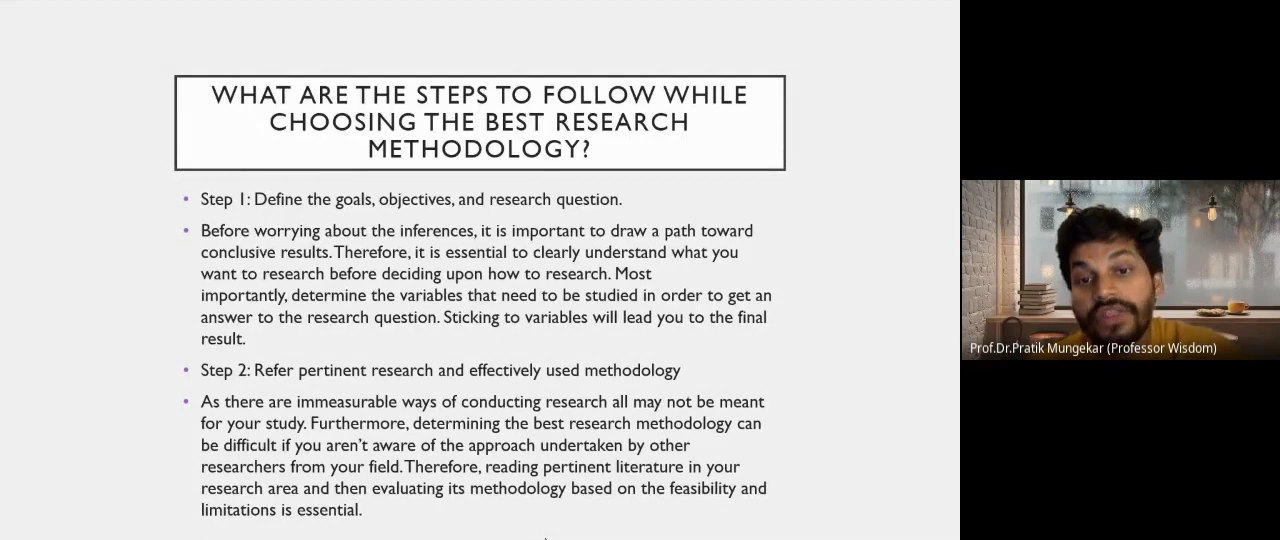 WHAT ARE THE STEPS TO FOLLOW WHILE
CHOOSING THE BEST RESEARCH
METHODOLOGY?
• Step 1: Define the goals, objectives, and research question.
• Before worrying about the inferences, it is important to draw a path toward
conclusive results. Therefore, it is essential to clearly understand what you
want to research before deciding upon how to research. Most
importantly, determine the variables that need to be studied in order to get an
answer to the research question. Sticking to variables will lead you to the final
result.
• Step 2: Refer pertinent research and effectively used methodology
• As there are immeasurable ways of conducting research all may not be meant
for your study. Furthermore, determining the best research methodology can
be difficult if you aren't aware of the approach undertaken by other
researchers from your field. Therefore, reading pertinent literature in your
research area and then evaluating its methodology based on the feasibility and
limitations is essential.
Prof.Dr.Pratik Mungekar (Professor Wisdom)